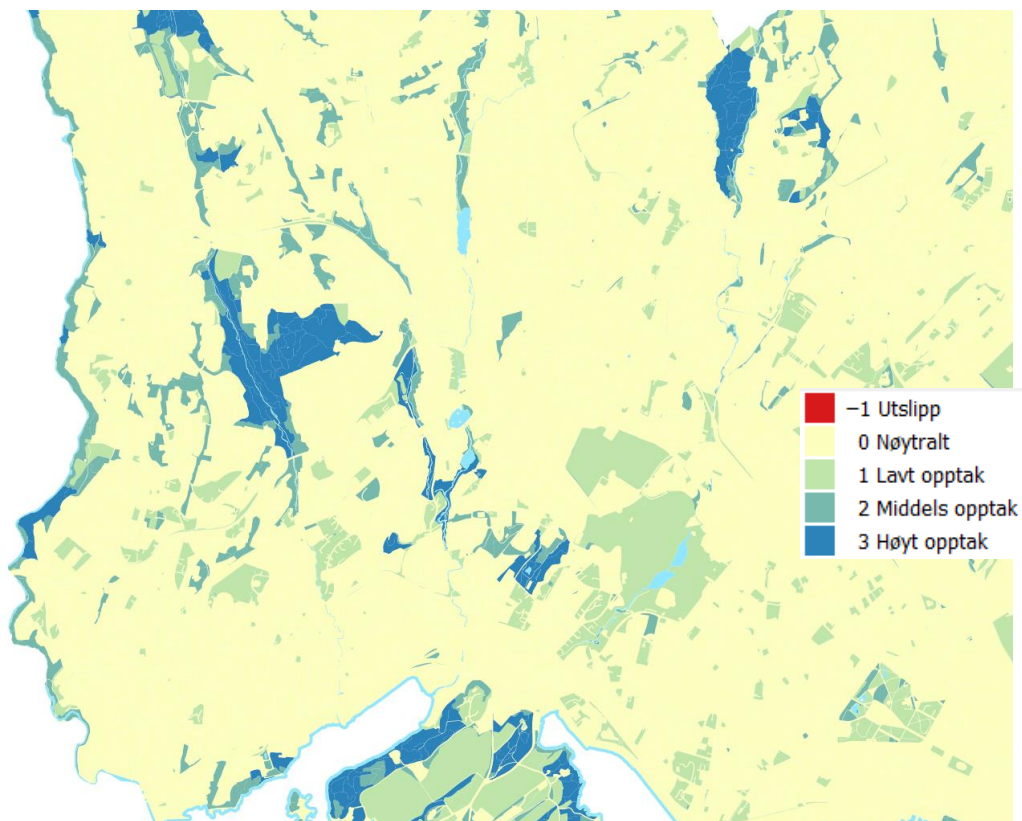 −1 Utslipp
0 Nøytralt
1 Lavt opptak
2 Middels opptak
3 Høyt opptak